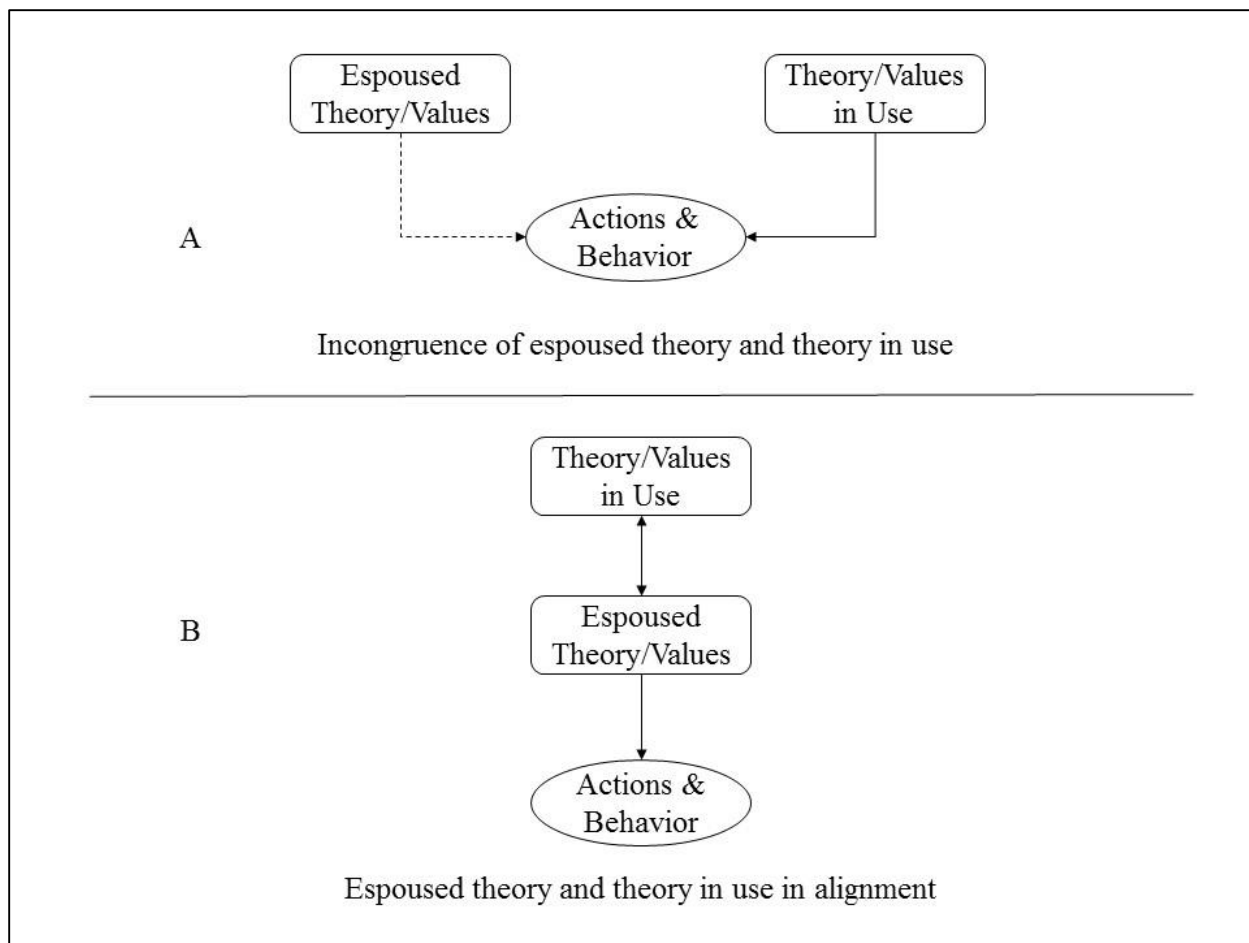 Espoused
Theory/Values
Theory/Values
in Use
A
Actions &
Behavior
Incongruence of espoused theory and theory in use
Theory/Values
in Use
B
Espoused
Theory/Values
Actions &
Behavior
Espoused theory and theory in use in alignment